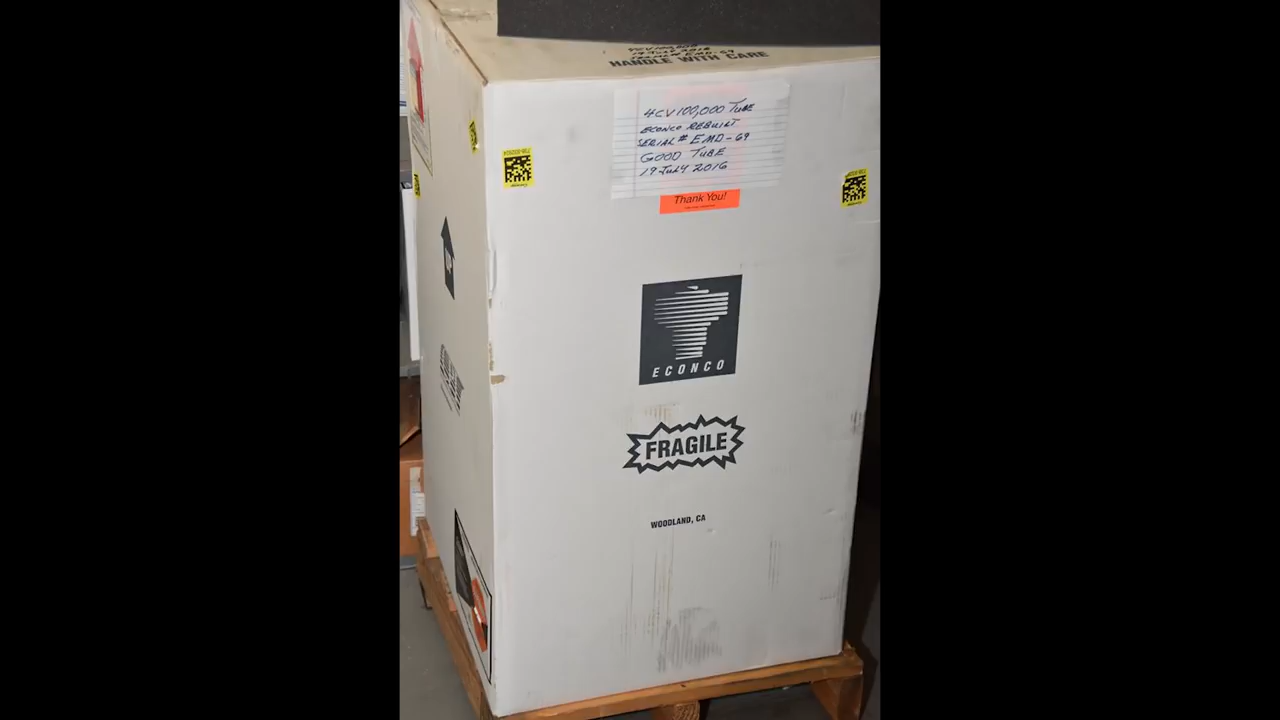 HANDLE WITH CARE
4CV100,000 TUBE
ECONCO REBUILT
SERIAL # EMD-69
GOOD TUBE
19 JULY 2016
Thank You!
ECONCO
FRAGILE
WOODLAND, CA